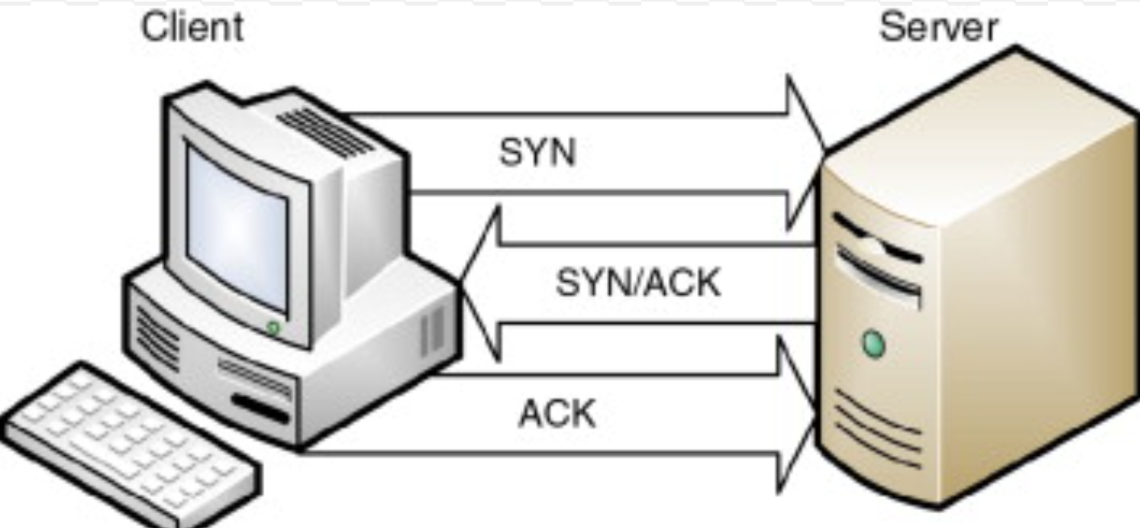 Client
Server
SYN
SYN/ACK
ACK